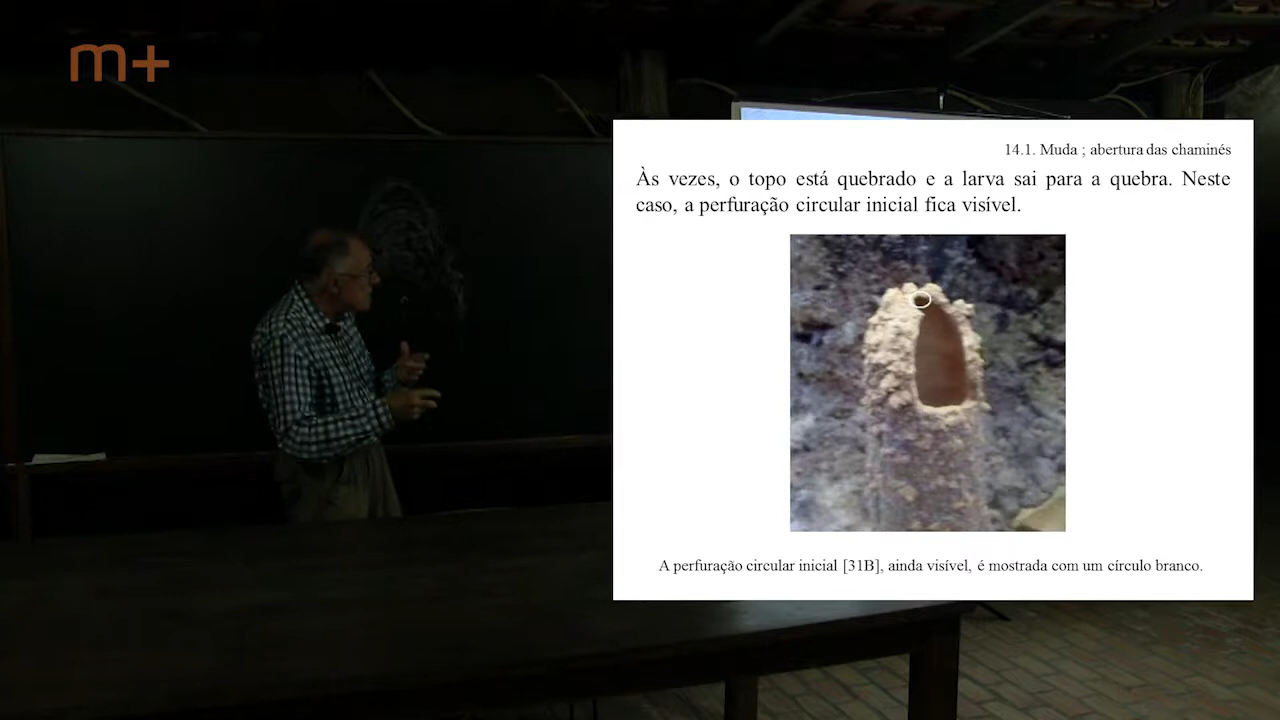 m+
14.1. Muda ; abertura das chaminés
Às vezes, o topo está quebrado e a larva sai para a quebra. Neste
caso, a perfuração circular inicial fica visível.
A perfuração circular inicial [31B], ainda visível, é mostrada com um círculo branco.